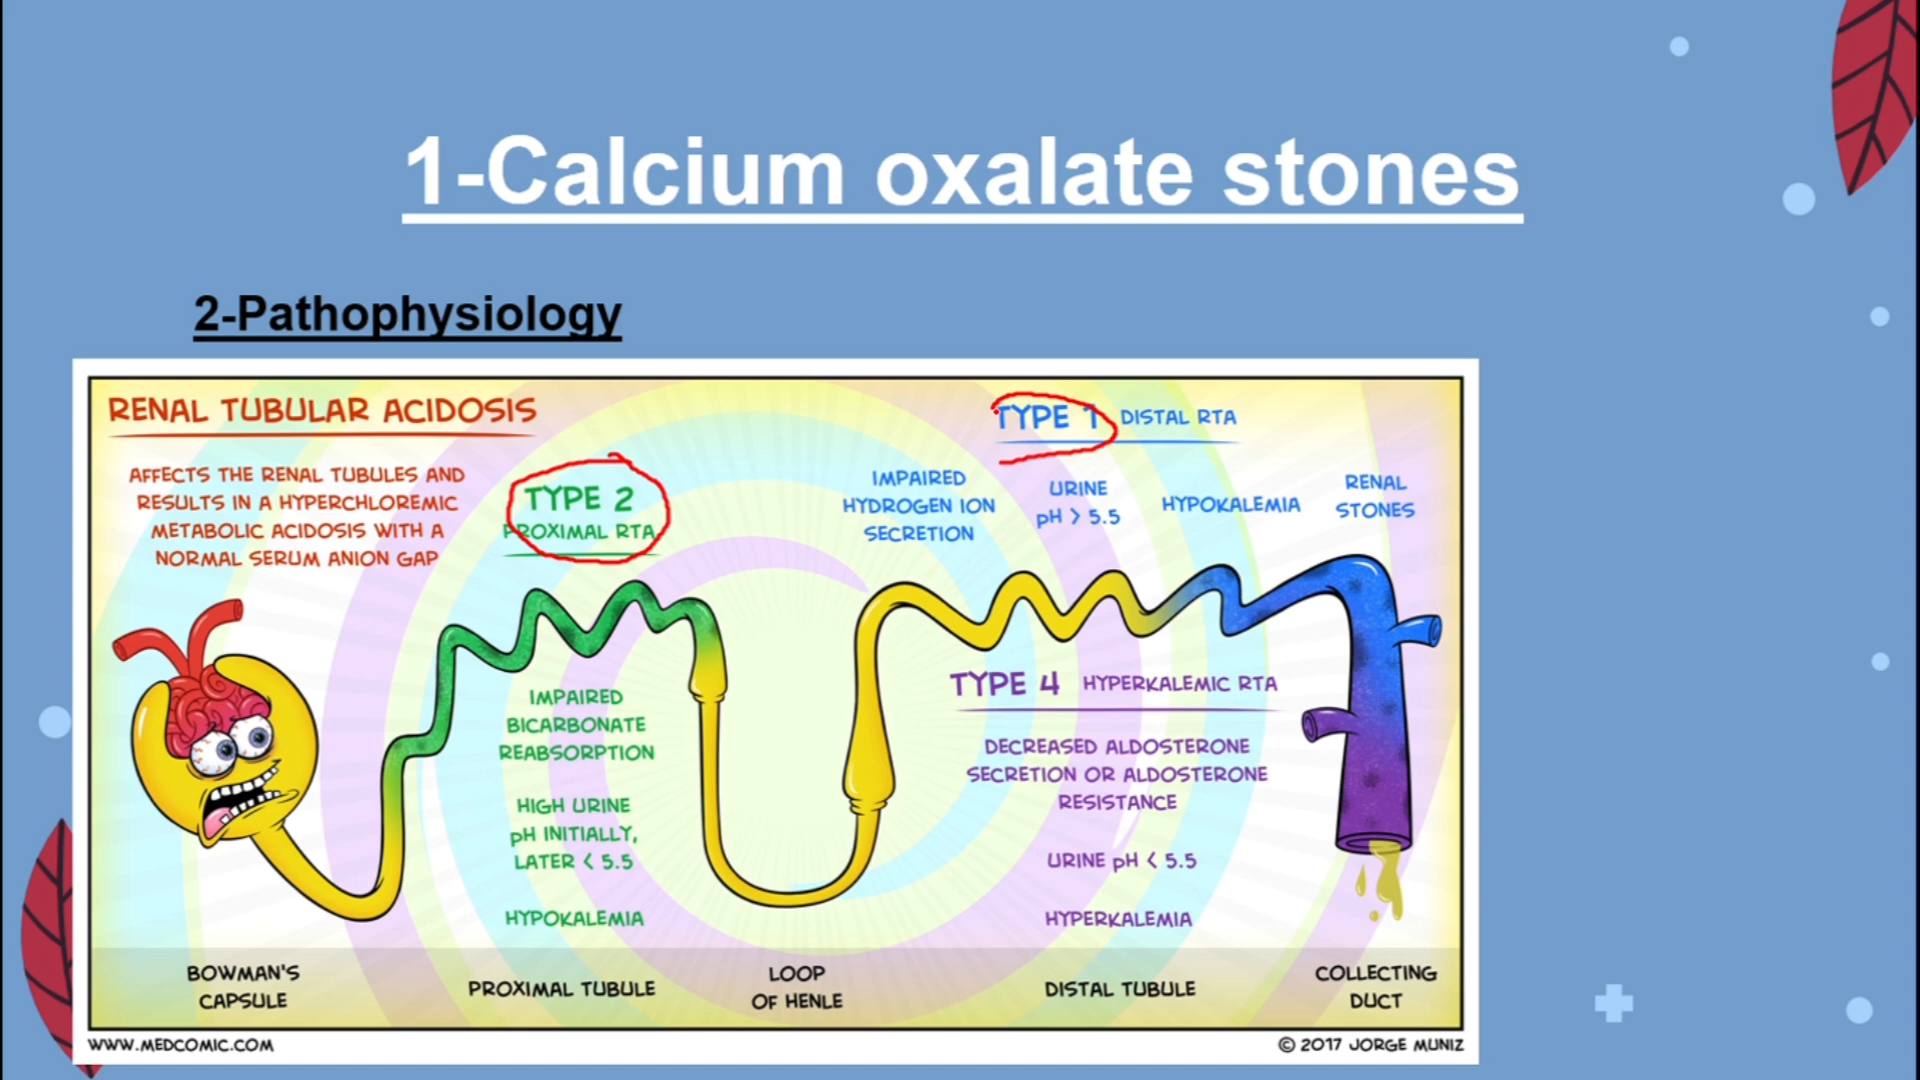 1-Calcium oxalate stones
2-Pathophysiology
RENAL TUBULAR ACIDOSIS
AFFECTS THE RENAL TUBULES AND
RESULTS IN A HYPERCHLOREMIC
METABOLIC ACIDOSIS WITH A
NORMAL SERUM ANION GAP
TYPE 2
PROXIMAL RTA
IMPAIRED
BICARBONATE
REABSORPTION
HIGH URINE
pH INITIALLY,
LATER < 5.5
HYPOKALEMIA
TYPE 1 DISTAL RTA
IMPAIRED
HYDROGEN ION
SECRETION
URINE
pH > 5.5
HYPOKALEMIA
RENAL
STONES
TYPE 4 HYPERKALEMIC RTA
DECREASED ALDOSTERONE
SECRETION OR ALDOSTERONE
RESISTANCE
URINE pH < 5.5
HYPERKALEMIA
BOWMAN'S
CAPSULE
PROXIMAL TUBULE
LOOP
OF HENLE
DISTAL TUBULE
COLLECTING
DUCT
WWW.MEDCOMIC.COM
© 2017 JORGE MUNIZ